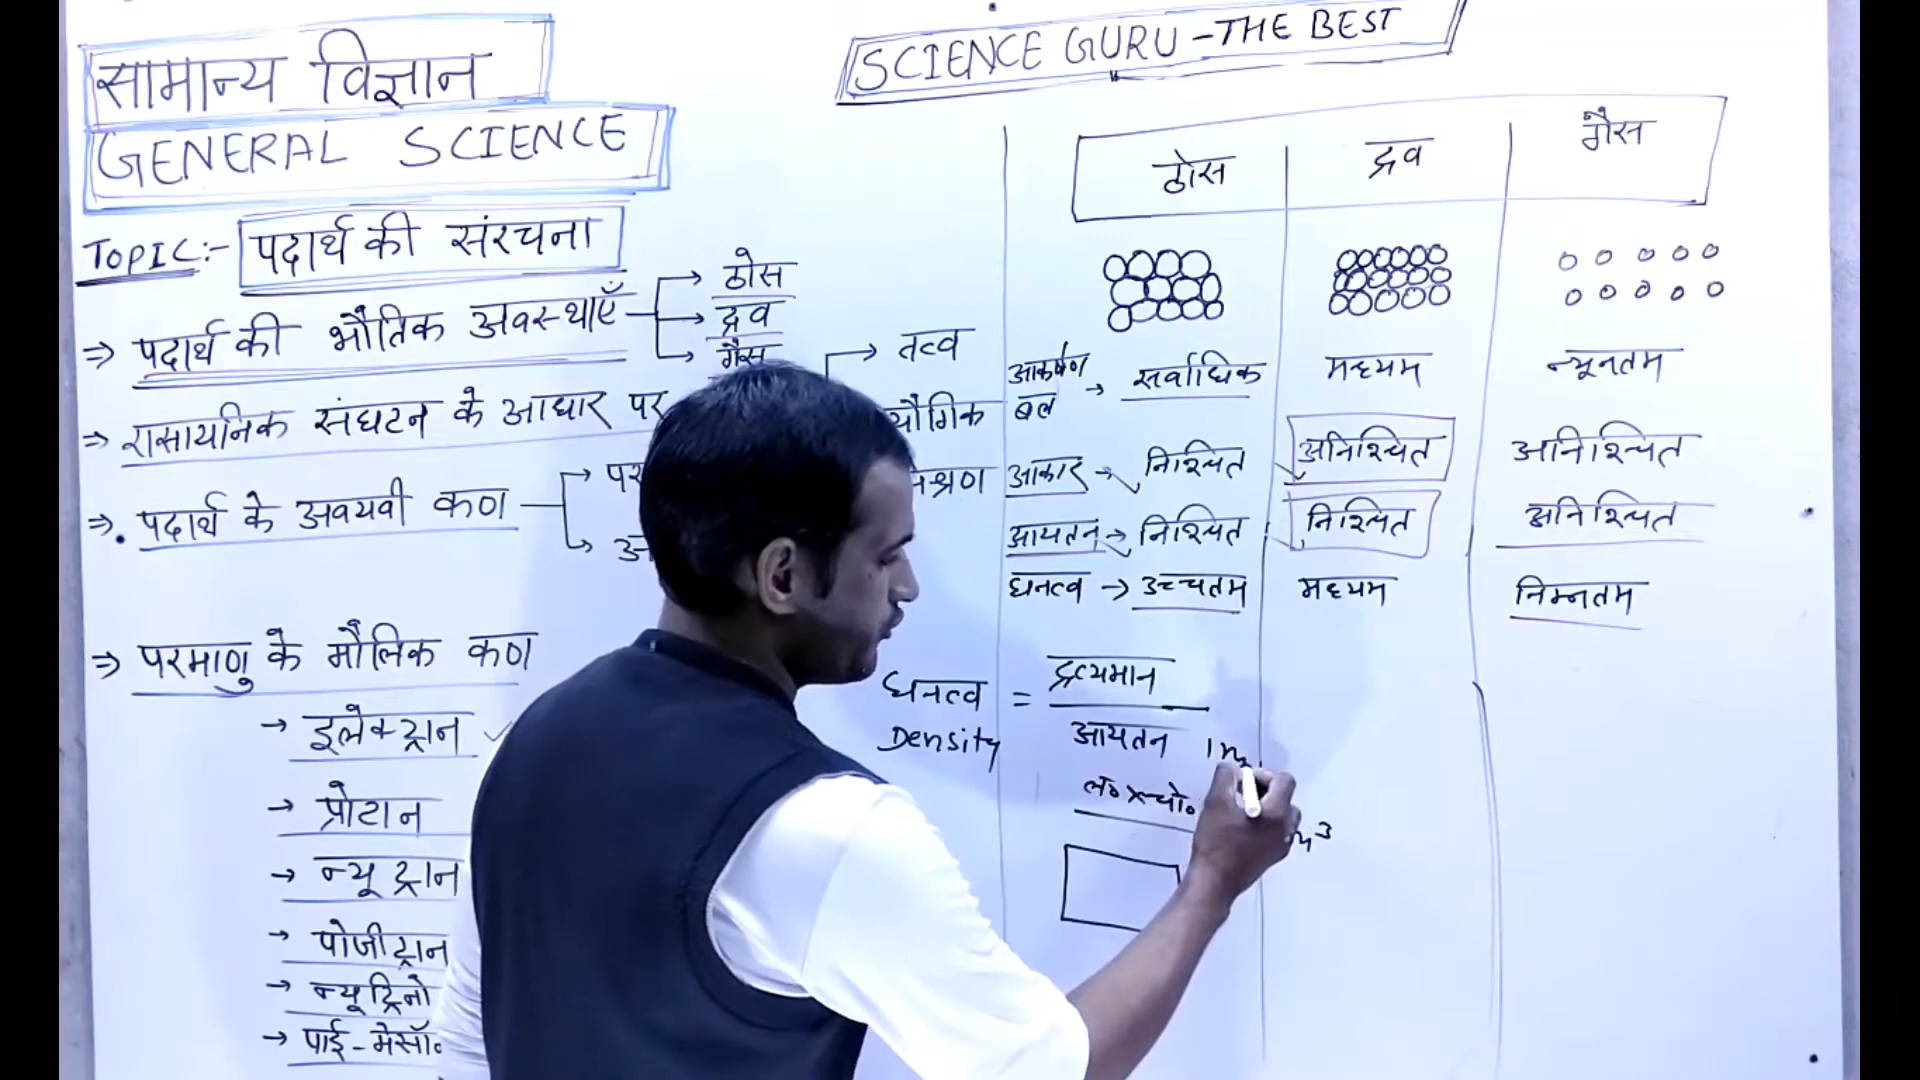 सामान्य विज्ञान
GENERAL SCIENCE
TOPIC:- पदार्थ की संरचना
⇒ पदार्थ की भौतिक अवस्थाएँ → ठोस
→ द्रव
→ गैस
⇒ रासायनिक संघटन के आधार पर → तत्व
यौगिक
⇒ पदार्थ के अवयवी कण
⇒ परमाणु के मौलिक कण
→ इलेक्ट्रान
→ प्रोटान
→ न्यूट्रान
→ पोजीट्रान
→ न्यूट्रिनो
→ पाई-मेसॉ
SCIENCE GURU - THE BEST
ठोस द्रव गैस
आकर्षण बल → सर्वाधिक मध्यम न्यूनतम
आकार → निश्चित अनिश्चित अनिश्चित
आयतन → निश्चित निश्चित अनिश्चित
घनत्व → उच्चतम मध्यम निम्नतम
घनत्व = द्रव्यमान
Density आयतन
ल० × चौ०